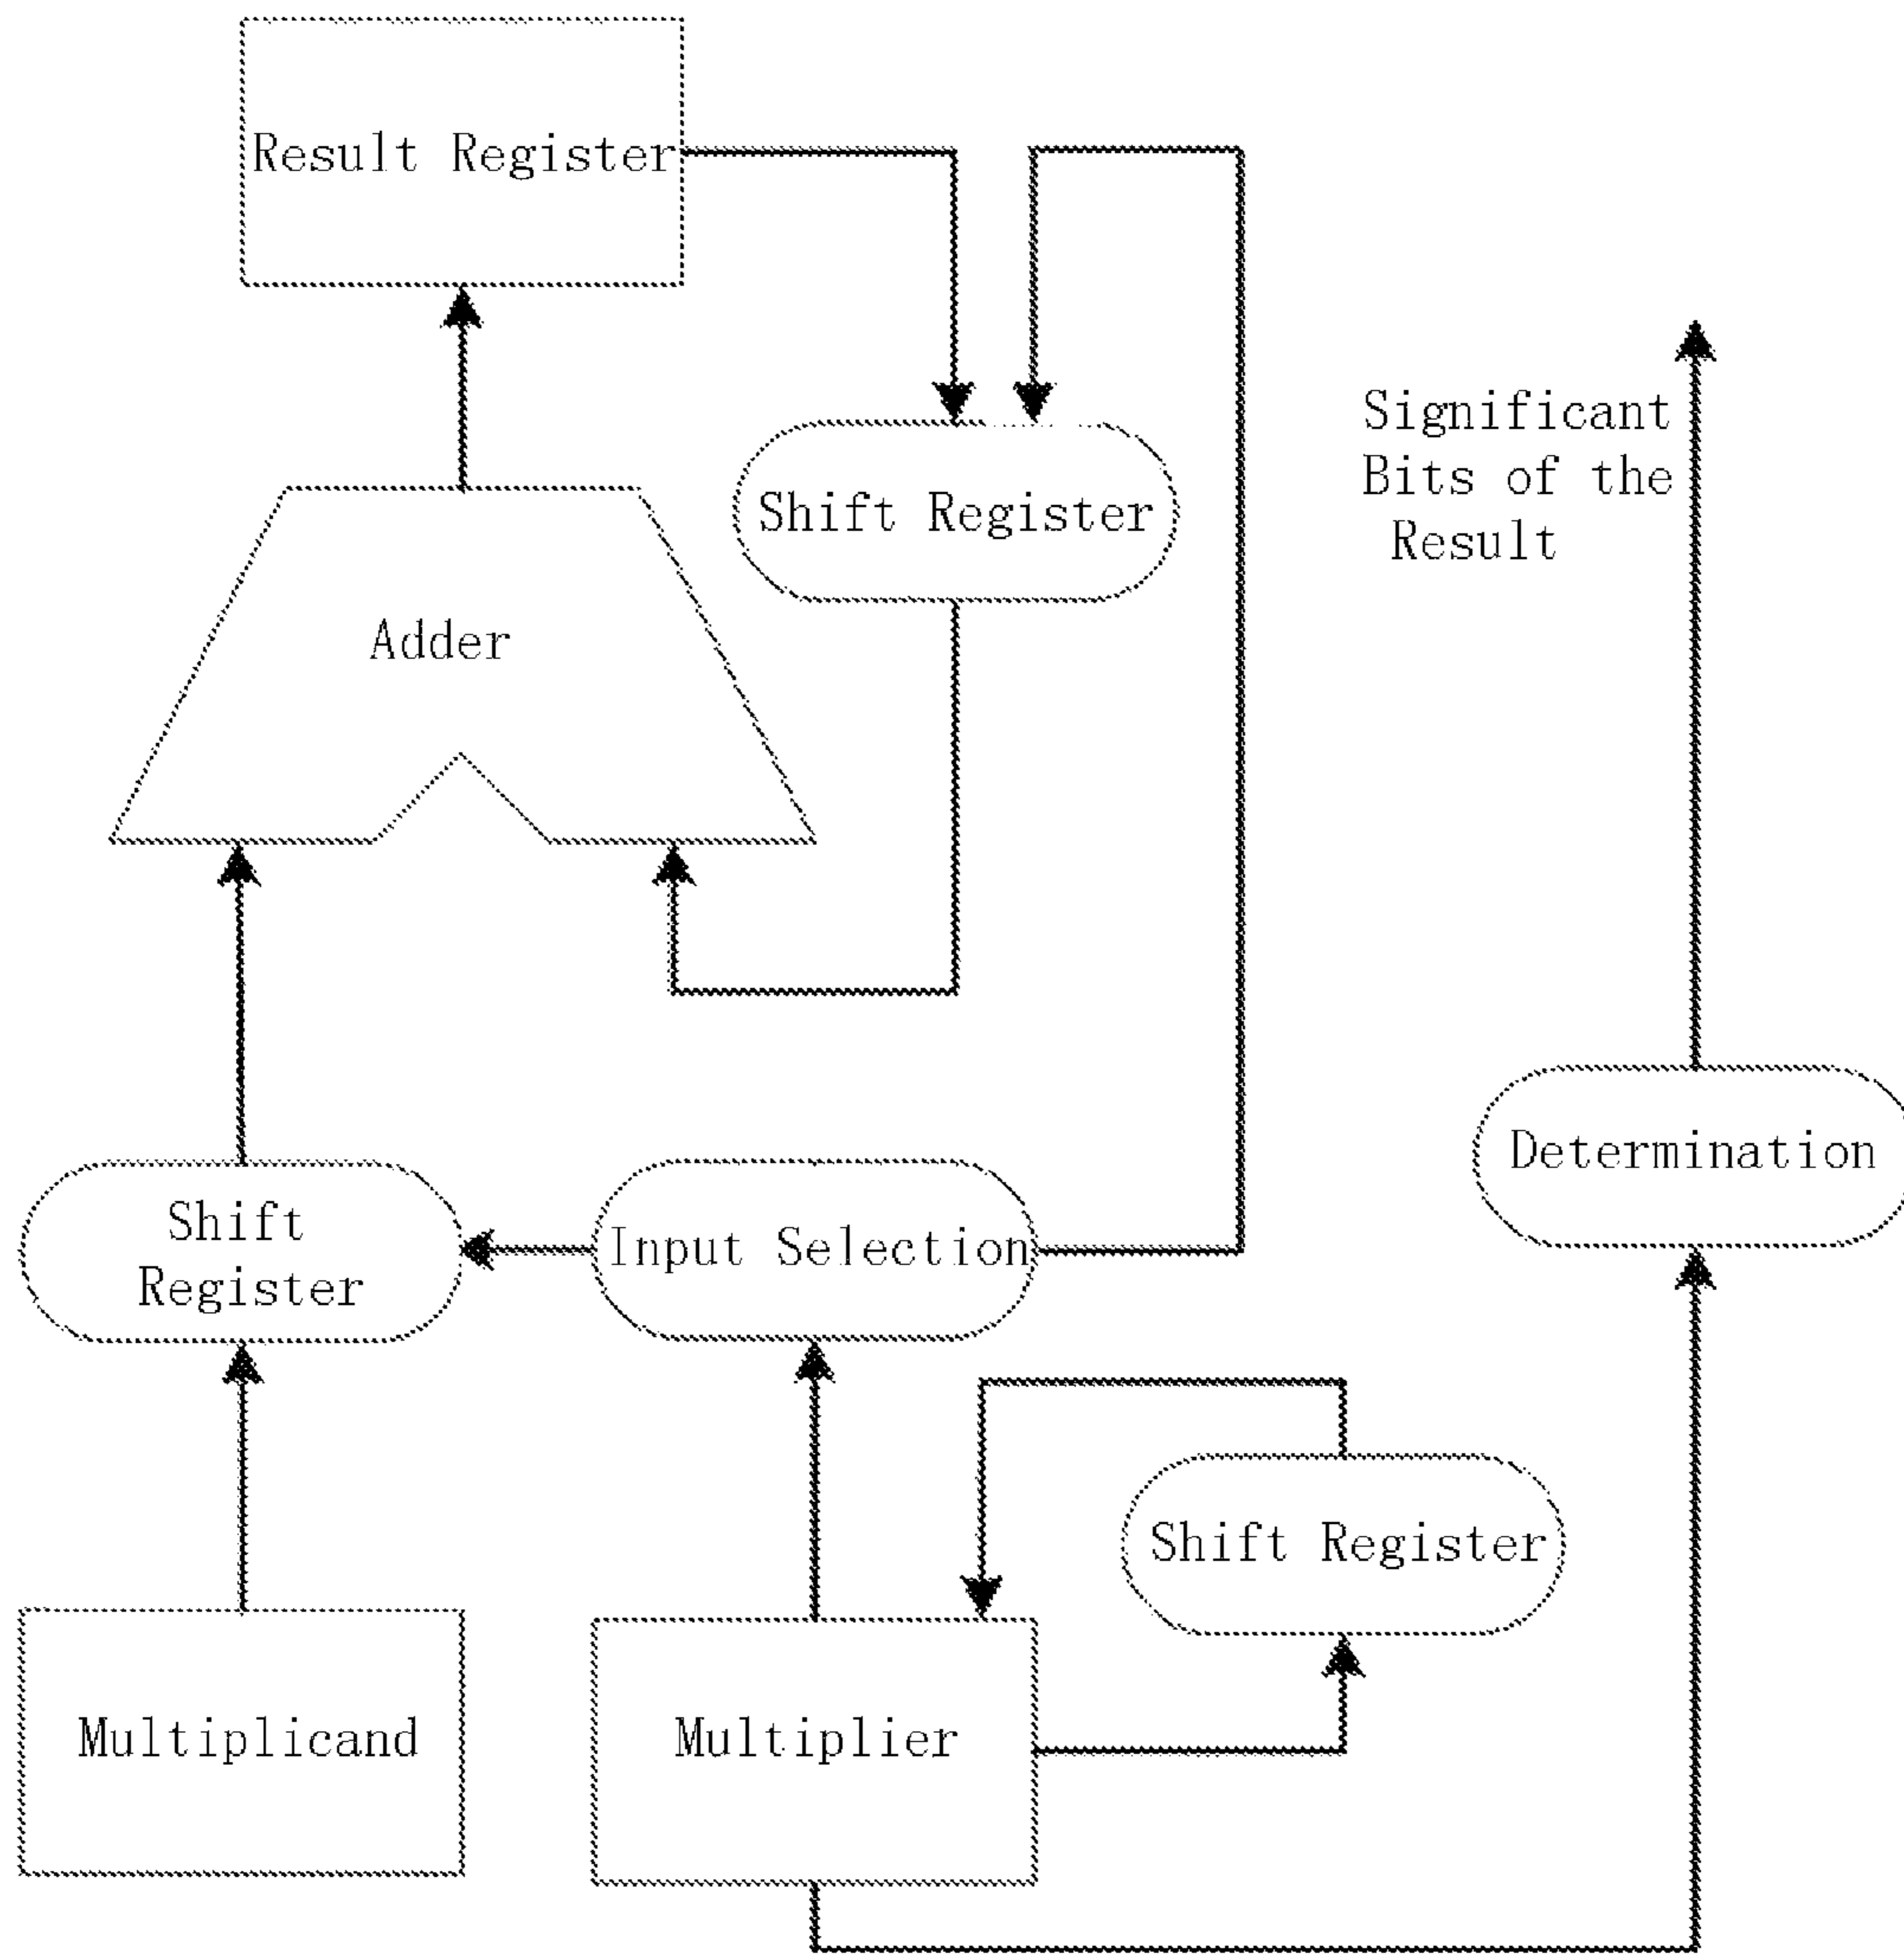 Result Register
Significant
Bits of the
Result
Shift Register
Adder
Determination
Shift
Register
Input Selection
Shift Register
Multiplicand
Multiplier